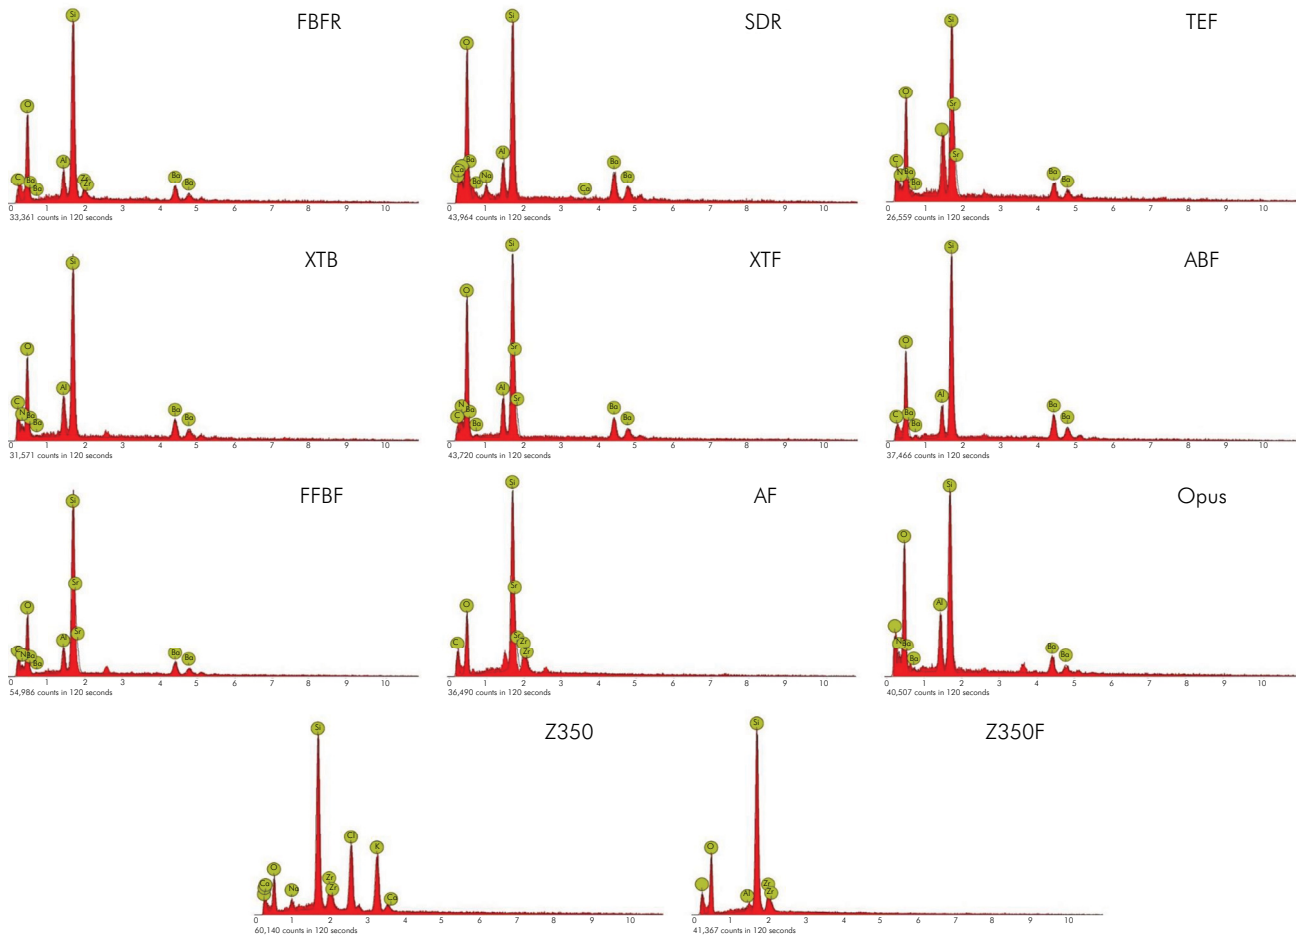 FBFR
Si
O
Al
C
Zr
Zr
Ba
Ba
Ba
Ba
0 1 2 3 4 5 6 7 8 9 10
33,361 counts in 120 seconds
SDR
Si
O
Al
Ca
Ba
Ba
Na
Ca
Ba
Ba
0 1 2 3 4 5 6 7 8 9 10
43,964 counts in 120 seconds
TEF
Si
O
Sr
Sr
C
N
Ba
Ba
Ba
Ba
0 1 2 3 4 5 6 7 8 9 10
26,559 counts in 120 seconds
XTB
Si
O
Al
C
N
Ba
Ba
Ba
Ba
0 1 2 3 4 5 6 7 8 9 10
31,571 counts in 120 seconds
XTF
Si
O
Sr
Al
Sr
N
C
Ba
Ba
Ba
Ba
0 1 2 3 4 5 6 7 8 9 10
43,720 counts in 120 seconds
ABF
Si
O
Al
C
Ba
Ba
Ba
Ba
0 1 2 3 4 5 6 7 8 9 10
37,466 counts in 120 seconds
FFBF
Si
Sr
O
Al
Sr
C
N
Ba
Ba
Ba
Ba
0 1 2 3 4 5 6 7 8 9 10
54,986 counts in 120 seconds
AF
Si
Sr
O
C
Sr
Zr
Zr
0 1 2 3 4 5 6 7 8 9 10
36,490 counts in 120 seconds
Opus
Si
O
Al
N
Ba
Ba
Ba
Ba
0 1 2 3 4 5 6 7 8 9 10
40,507 counts in 120 seconds
Z350
Si
Cl
K
O
Ca
Na
Zr
Zr
Ca
0 1 2 3 4 5 6 7 8 9 10
60,140 counts in 120 seconds
Z350F
Si
O
Al
Zr
Zr
0 1 2 3 4 5 6 7 8 9 10
41,367 counts in 120 seconds